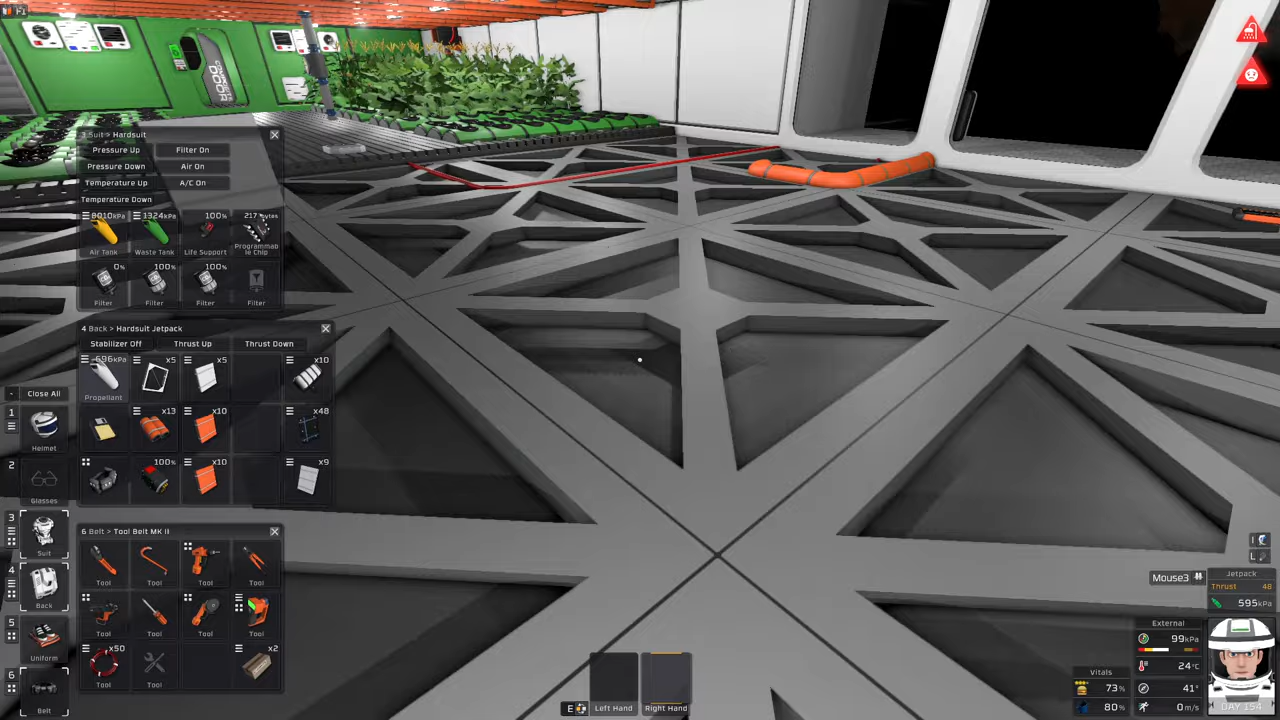 F1
3 Suit > Hardsuit
Pressure Up
Filter On
Pressure Down
Air On
Temperature Up
A/C On
Temperature Down
8010kPa
1324kPa
100%
217 bytes
Air Tank
Waste Tank
Life Support
Programmable Chip
0%
100%
100%
Filter
Filter
Filter
Filter
4 Back > Hardsuit Jetpack
Stabilizer Off
Thrust Up
Thrust Down
696kPa
x5
x5
x10
Propellant
x13
x10
x48
100%
x10
x9
- Close All
1
Helmet
2
Glasses
3
Suit
4
Back
5
Uniform
6
Belt
6 Belt > Tool Belt MK II
Tool
Tool
Tool
Tool
Tool
Tool
Tool
Tool
x50
x2
Tool
Tool
E
Left Hand
Right Hand
I
L
Mouse3
Jetpack
Thrust 48
595kPa
External
99kPa
24°C
41°
0m/s
Vitals
73%
80%
DAY 154